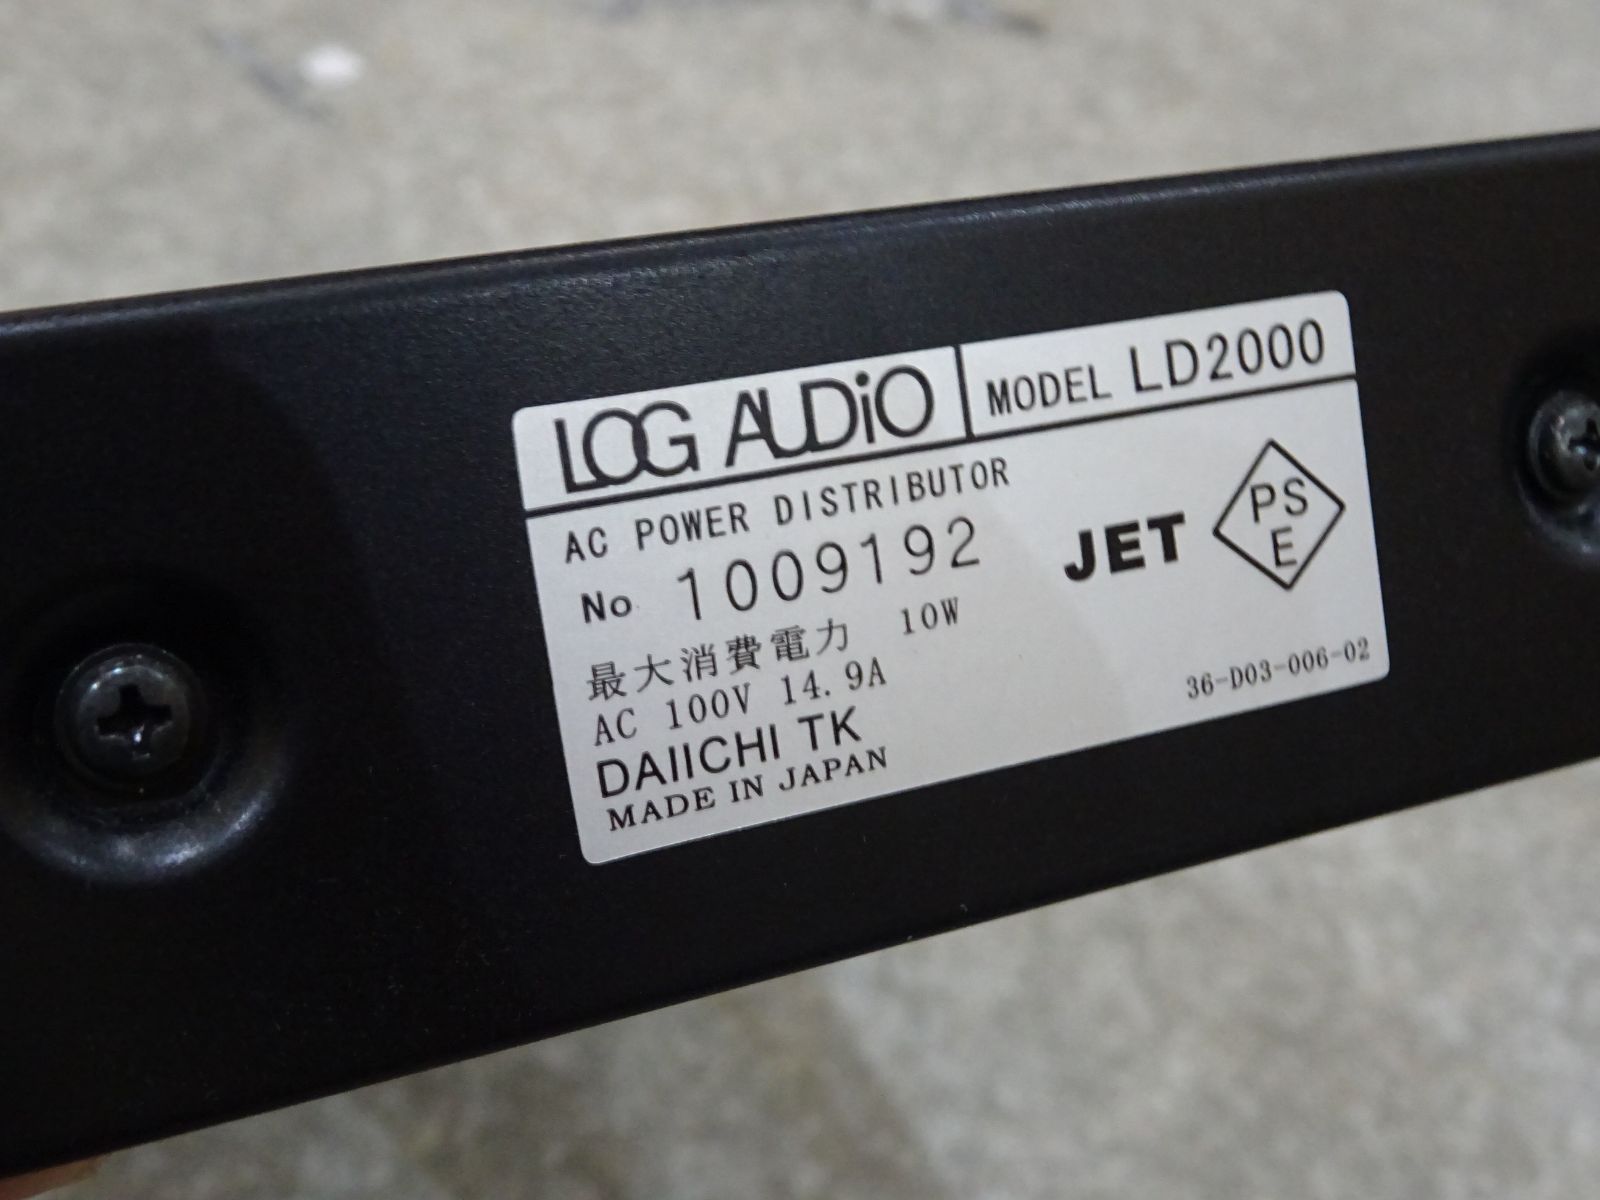 LOG AUDiO MODEL LD2000
AC POWER DISTRIBUTOR
No 1009192
JET
PS
E
最大消費電力 10W
AC 100V 14.9A
36-D03-006-02
DAIICHI TK
MADE IN JAPAN